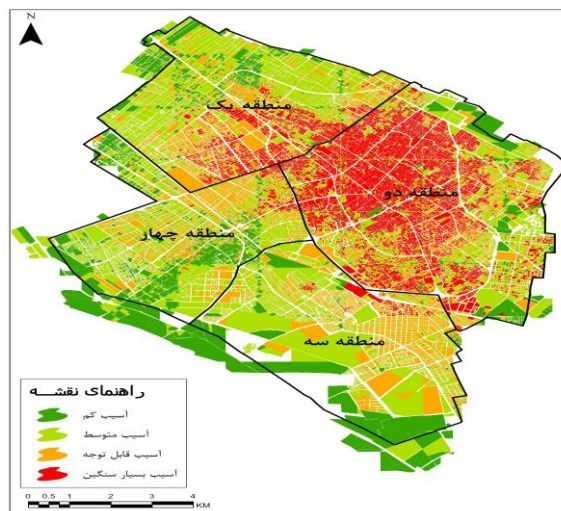 N
منطقه یک
منطقه دو
منطقه چهار
منطقه سه
راهنمای نقشـــه
آسیب کم
آسیب متوسط
آسیب قابل توجه
آسیب بسیار سنگین
0 0.5 1 2 3 4
KM